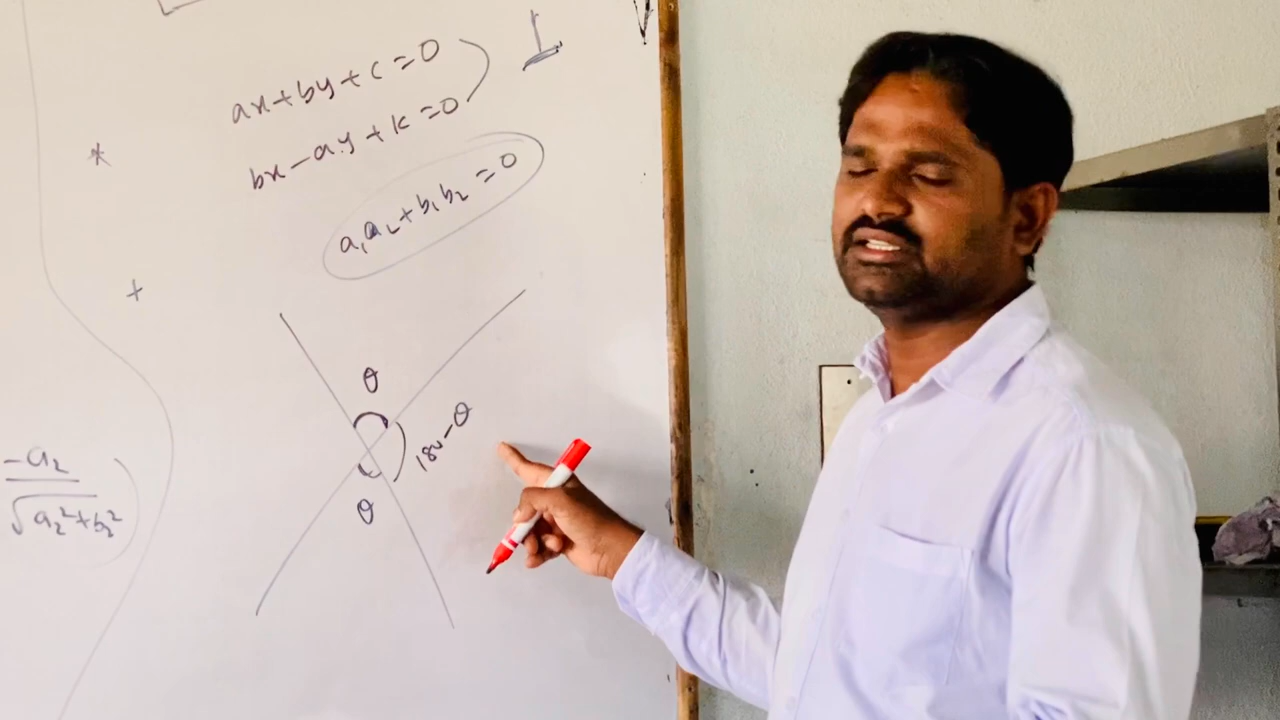 ax+by+c=0
⊥
bx-ay+k=0
*
a₁a₂+b₁b₂=0
+
θ
180-θ
-a₂
√a₂²+b₂²
θ